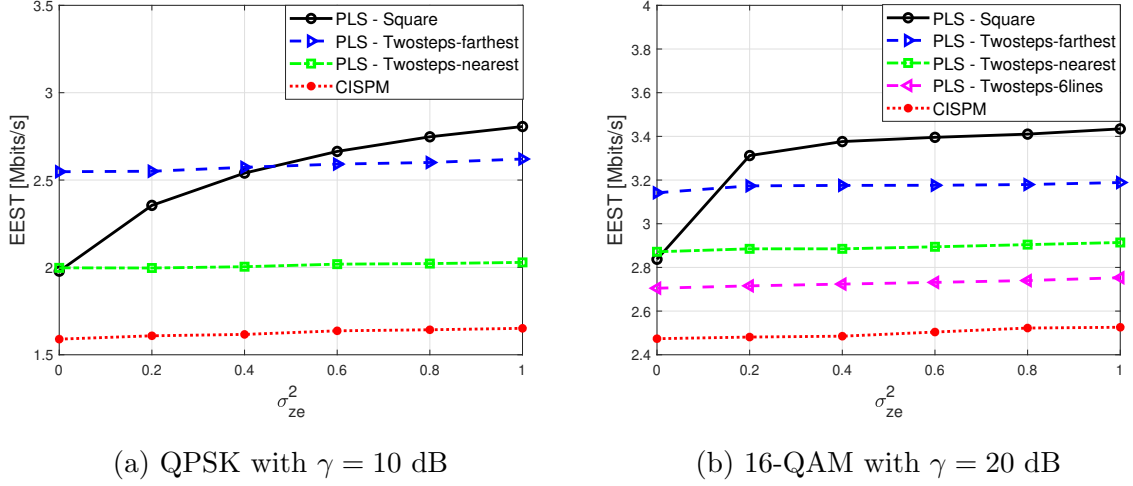 3.5
3
2.5
2
1.5
EEST [Mbits/s]
PLS - Square
PLS - Twosteps-farthest
PLS - Twosteps-nearest
CISPM
0 0.2 0.4 0.6 0.8 1
σ²ze
(a) QPSK with γ = 10 dB
4
3.8
3.6
3.4
3.2
3
2.8
2.6
2.4
EEST [Mbits/s]
PLS - Square
PLS - Twosteps-farthest
PLS - Twosteps-nearest
PLS - Twosteps-6lines
CISPM
0 0.2 0.4 0.6 0.8 1
σ²ze
(b) 16-QAM with γ = 20 dB